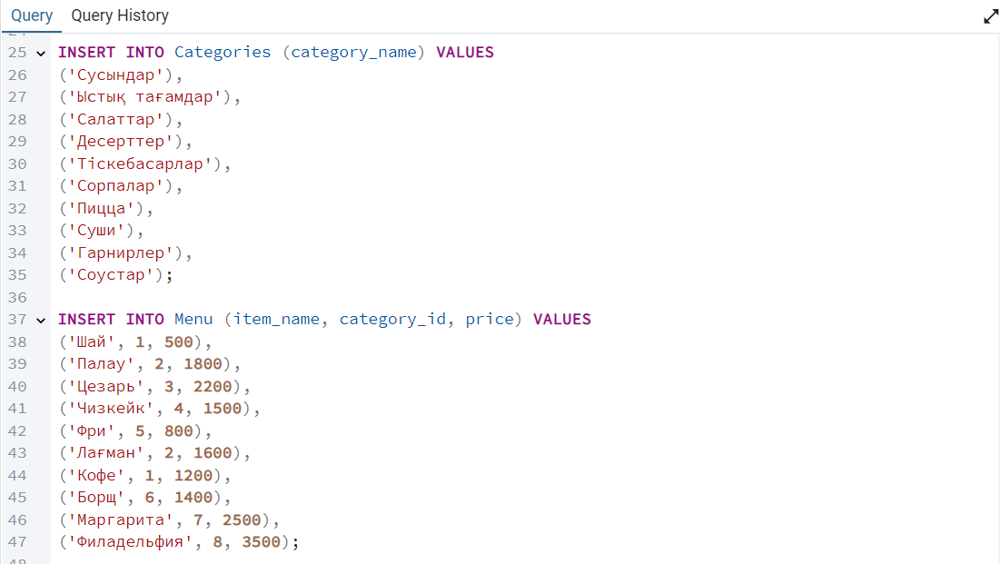 Query Query History
25 INSERT INTO Categories (category_name) VALUES
26 ('Сусындар'),
27 ('Ыстық тағамдар'),
28 ('Салаттар'),
29 ('Десерттер'),
30 ('Тіскебасарлар'),
31 ('Сорпалар'),
32 ('Пицца'),
33 ('Суши'),
34 ('Гарнирлер'),
35 ('Соустар');
36
37 INSERT INTO Menu (item_name, category_id, price) VALUES
38 ('Шай', 1, 500),
39 ('Палау', 2, 1800),
40 ('Цезарь', 3, 2200),
41 ('Чизкейк', 4, 1500),
42 ('Фри', 5, 800),
43 ('Лағман', 2, 1600),
44 ('Кофе', 1, 1200),
45 ('Борщ', 6, 1400),
46 ('Маргарита', 7, 2500),
47 ('Филадельфия', 8, 3500);